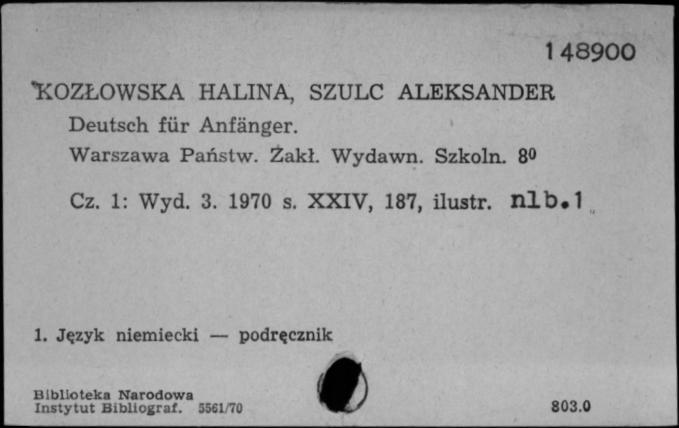 148900
KOZŁOWSKA HALINA, SZULC ALEKSANDER
Deutsch für Anfänger.
Warszawa Państw. Żakł. Wydawn. Szkoln. 8⁰
Cz. 1: Wyd. 3. 1970 s. XXIV, 187, ilustr. nlb.1
1. Język niemiecki — podręcznik
Biblioteka Narodowa
Instytut Bibliograf. 5561/70
803.0